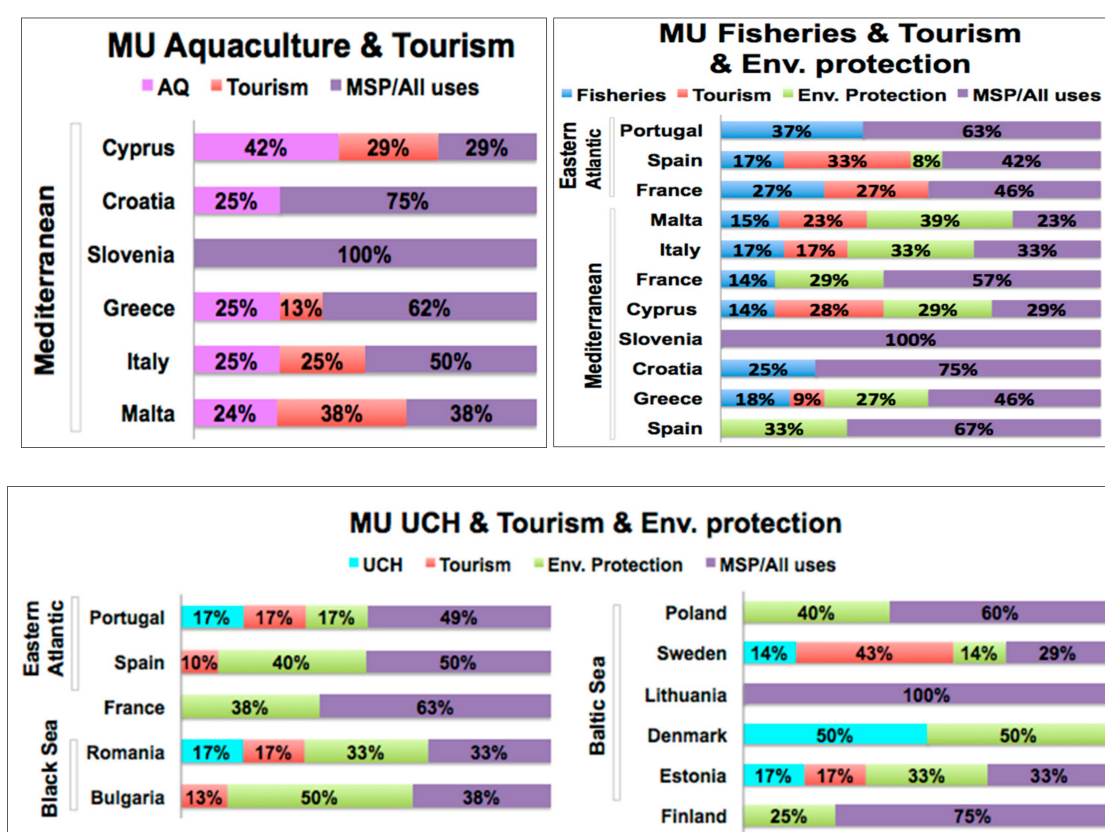 MU Aquaculture & Tourism
AQ Tourism MSP/All uses
Mediterranean
Cyprus 42% 29% 29%
Croatia 25% 75%
Slovenia 100%
Greece 25% 13% 62%
Italy 25% 25% 50%
Malta 24% 38% 38%
MU Fisheries & Tourism
& Env. protection
Fisheries Tourism Env. Protection MSP/All uses
Eastern
Atlantic
Portugal 37% 63%
Spain 17% 33% 8% 42%
France 27% 27% 46%
Mediterranean
Malta 15% 23% 39% 23%
Italy 17% 17% 33% 33%
France 14% 29% 57%
Cyprus 14% 28% 29% 29%
Slovenia 100%
Croatia 25% 75%
Greece 18% 9% 27% 46%
Spain 33% 67%
MU UCH & Tourism & Env. protection
UCH Tourism Env. Protection MSP/All uses
Eastern
Atlantic
Portugal 17% 17% 17% 49%
Spain 10% 40% 50%
France 38% 63%
Black Sea
Romania 17% 17% 33% 33%
Bulgaria 13% 50% 38%
Baltic Sea
Poland 40% 60%
Sweden 14% 43% 14% 29%
Lithuania 100%
Denmark 50% 50%
Estonia 17% 17% 33% 33%
Finland 25% 75%